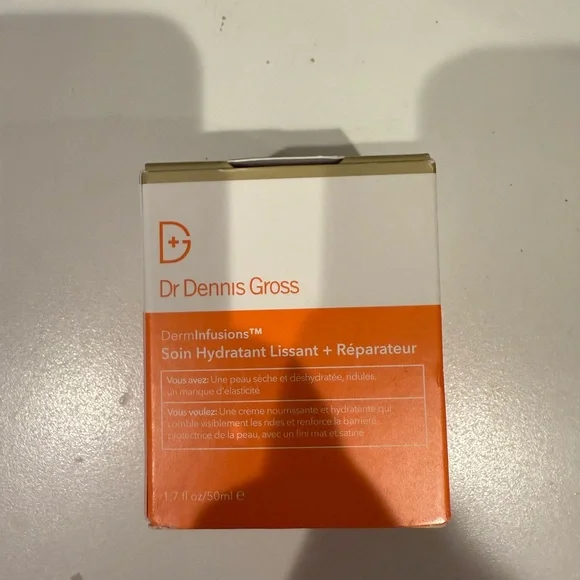 D+G
Dr Dennis Gross
DermInfusions™
Soin Hydratant Lissant + Réparateur
Vous avez: Une peau sèche et déshydratée, ridules,
un manque d'élasticité
Vous voulez: Une crème nourrissante et hydratante qui
comble visiblement les rides et renforce la barrière
protectrice de la peau, avec un fini mat et satiné
1.7 fl oz/50ml ℮